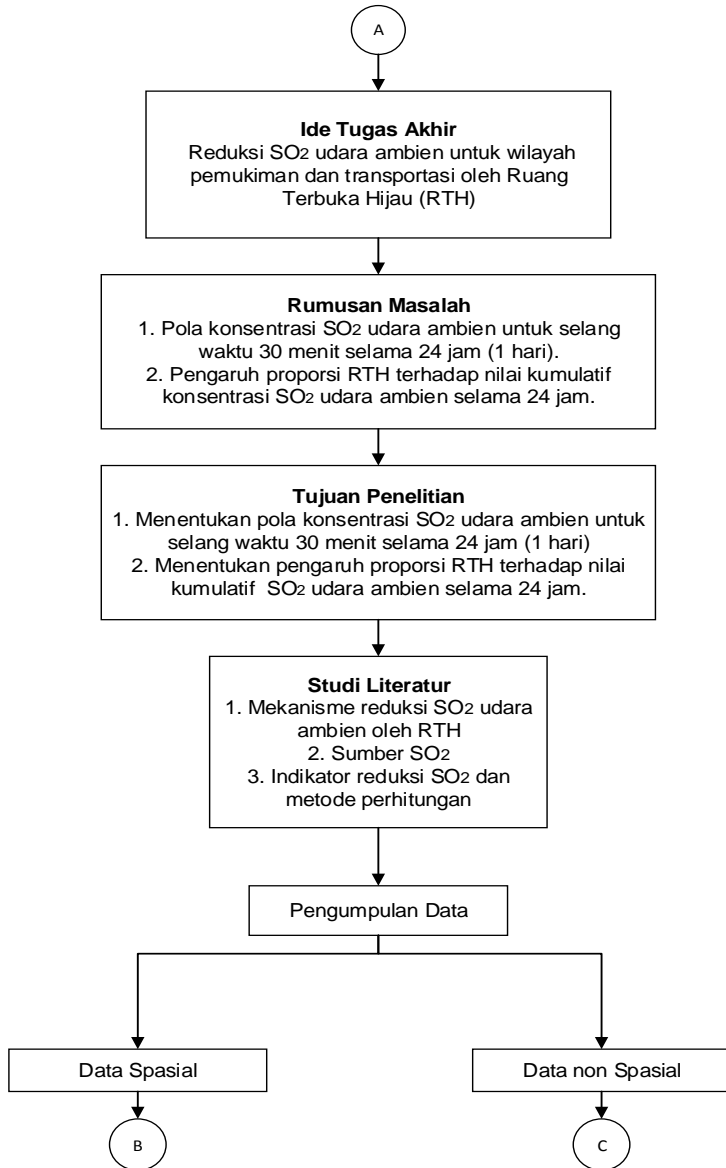 A
Ide Tugas Akhir
Reduksi SO2 udara ambien untuk wilayah
pemukiman dan transportasi oleh Ruang
Terbuka Hijau (RTH)
Rumusan Masalah
1. Pola konsentrasi SO2 udara ambien untuk selang
waktu 30 menit selama 24 jam (1 hari).
2. Pengaruh proporsi RTH terhadap nilai kumulatif
konsentrasi SO2 udara ambien selama 24 jam.
Tujuan Penelitian
1. Menentukan pola konsentrasi SO2 udara ambien untuk
selang waktu 30 menit selama 24 jam (1 hari)
2. Menentukan pengaruh proporsi RTH terhadap nilai
kumulatif SO2 udara ambien selama 24 jam.
Studi Literatur
1. Mekanisme reduksi SO2 udara
ambien oleh RTH
2. Sumber SO2
3. Indikator reduksi SO2 dan
metode perhitungan
Pengumpulan Data
Data Spasial
Data non Spasial
B
C